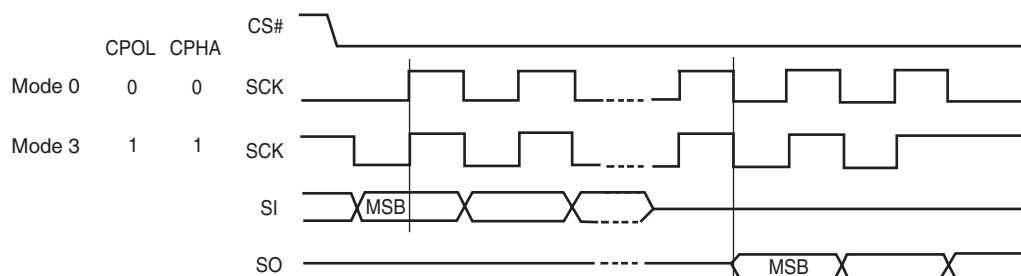 CS#
CPOL CPHA
Mode 0 0 0 SCK
Mode 3 1 1 SCK
SI MSB
SO MSB